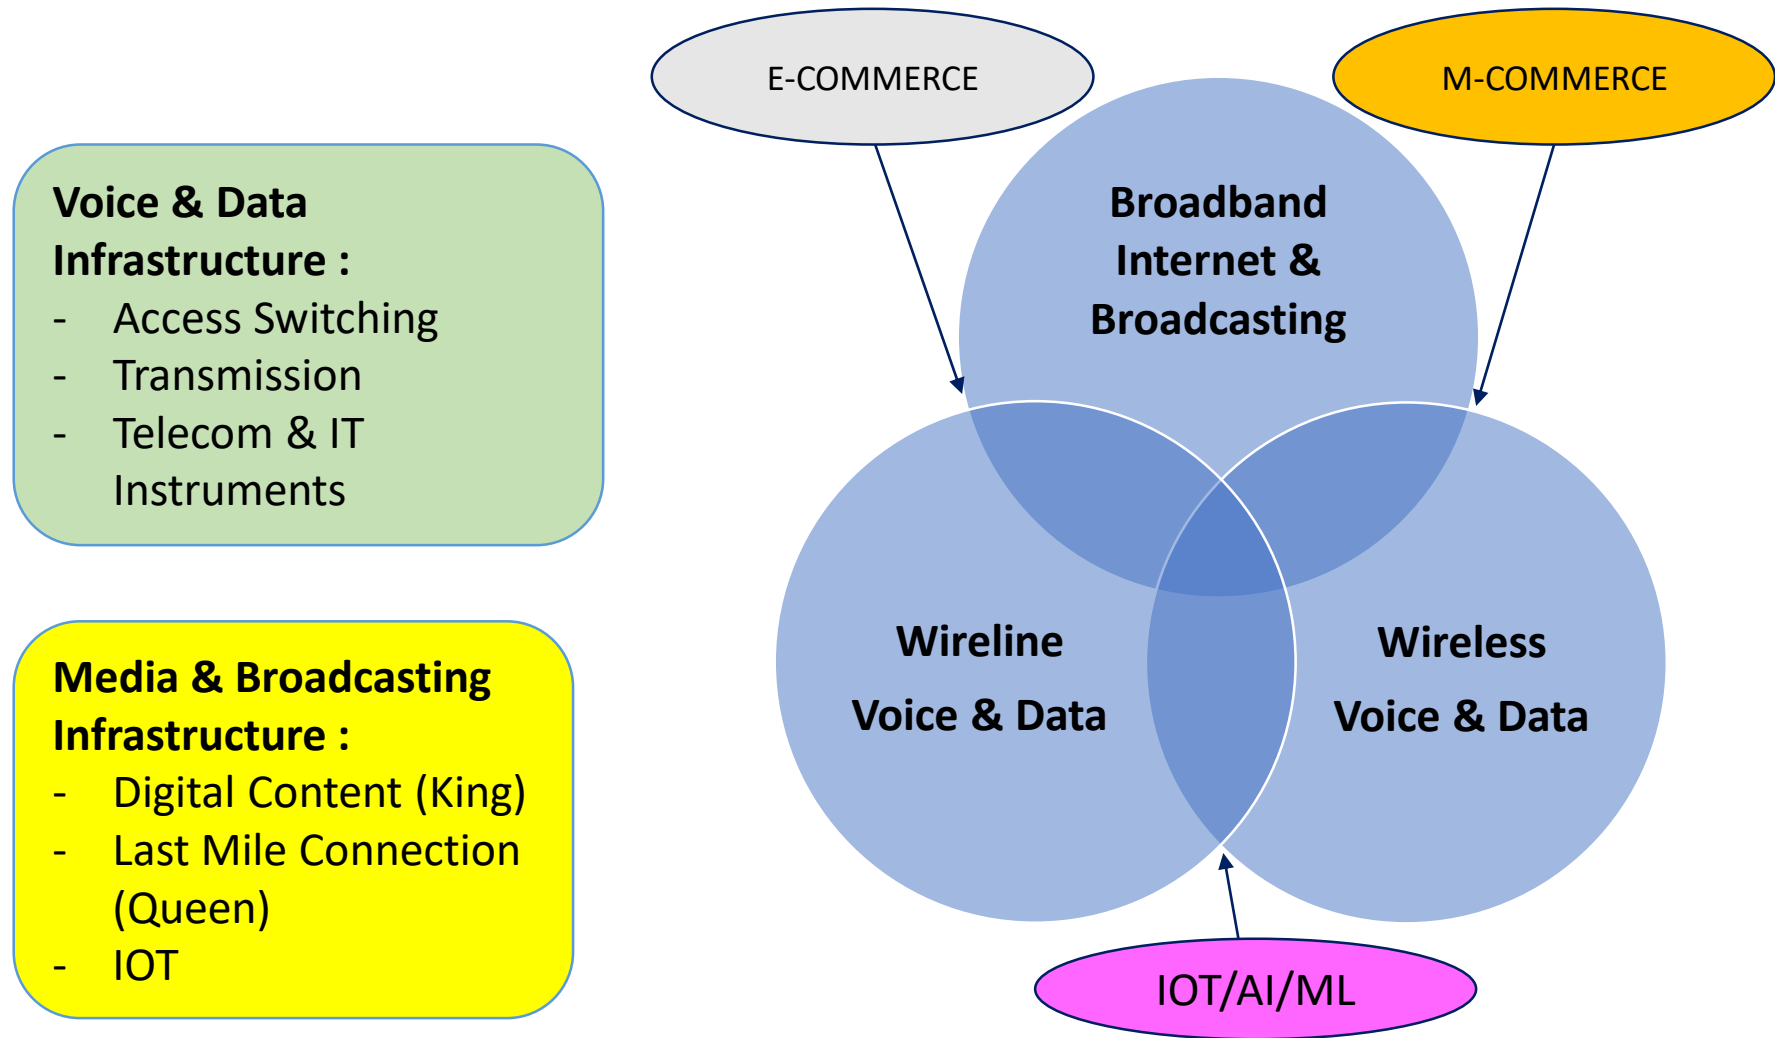 E-COMMERCE
M-COMMERCE
Voice & Data
Infrastructure :
- Access Switching
- Transmission
- Telecom & IT
Instruments
Media & Broadcasting
Infrastructure :
- Digital Content (King)
- Last Mile Connection
(Queen)
- IOT
Broadband
Internet &
Broadcasting
Wireline
Voice & Data
Wireless
Voice & Data
IOT/AI/ML